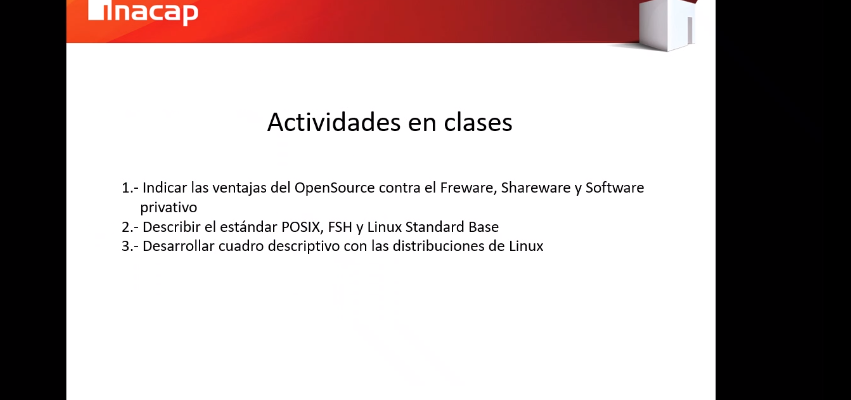 Inacap
Actividades en clases
1.- Indicar las ventajas del OpenSource contra el Freware, Shareware y Software
privativo
2.- Describir el estándar POSIX, FSH y Linux Standard Base
3.- Desarrollar cuadro descriptivo con las distribuciones de Linux